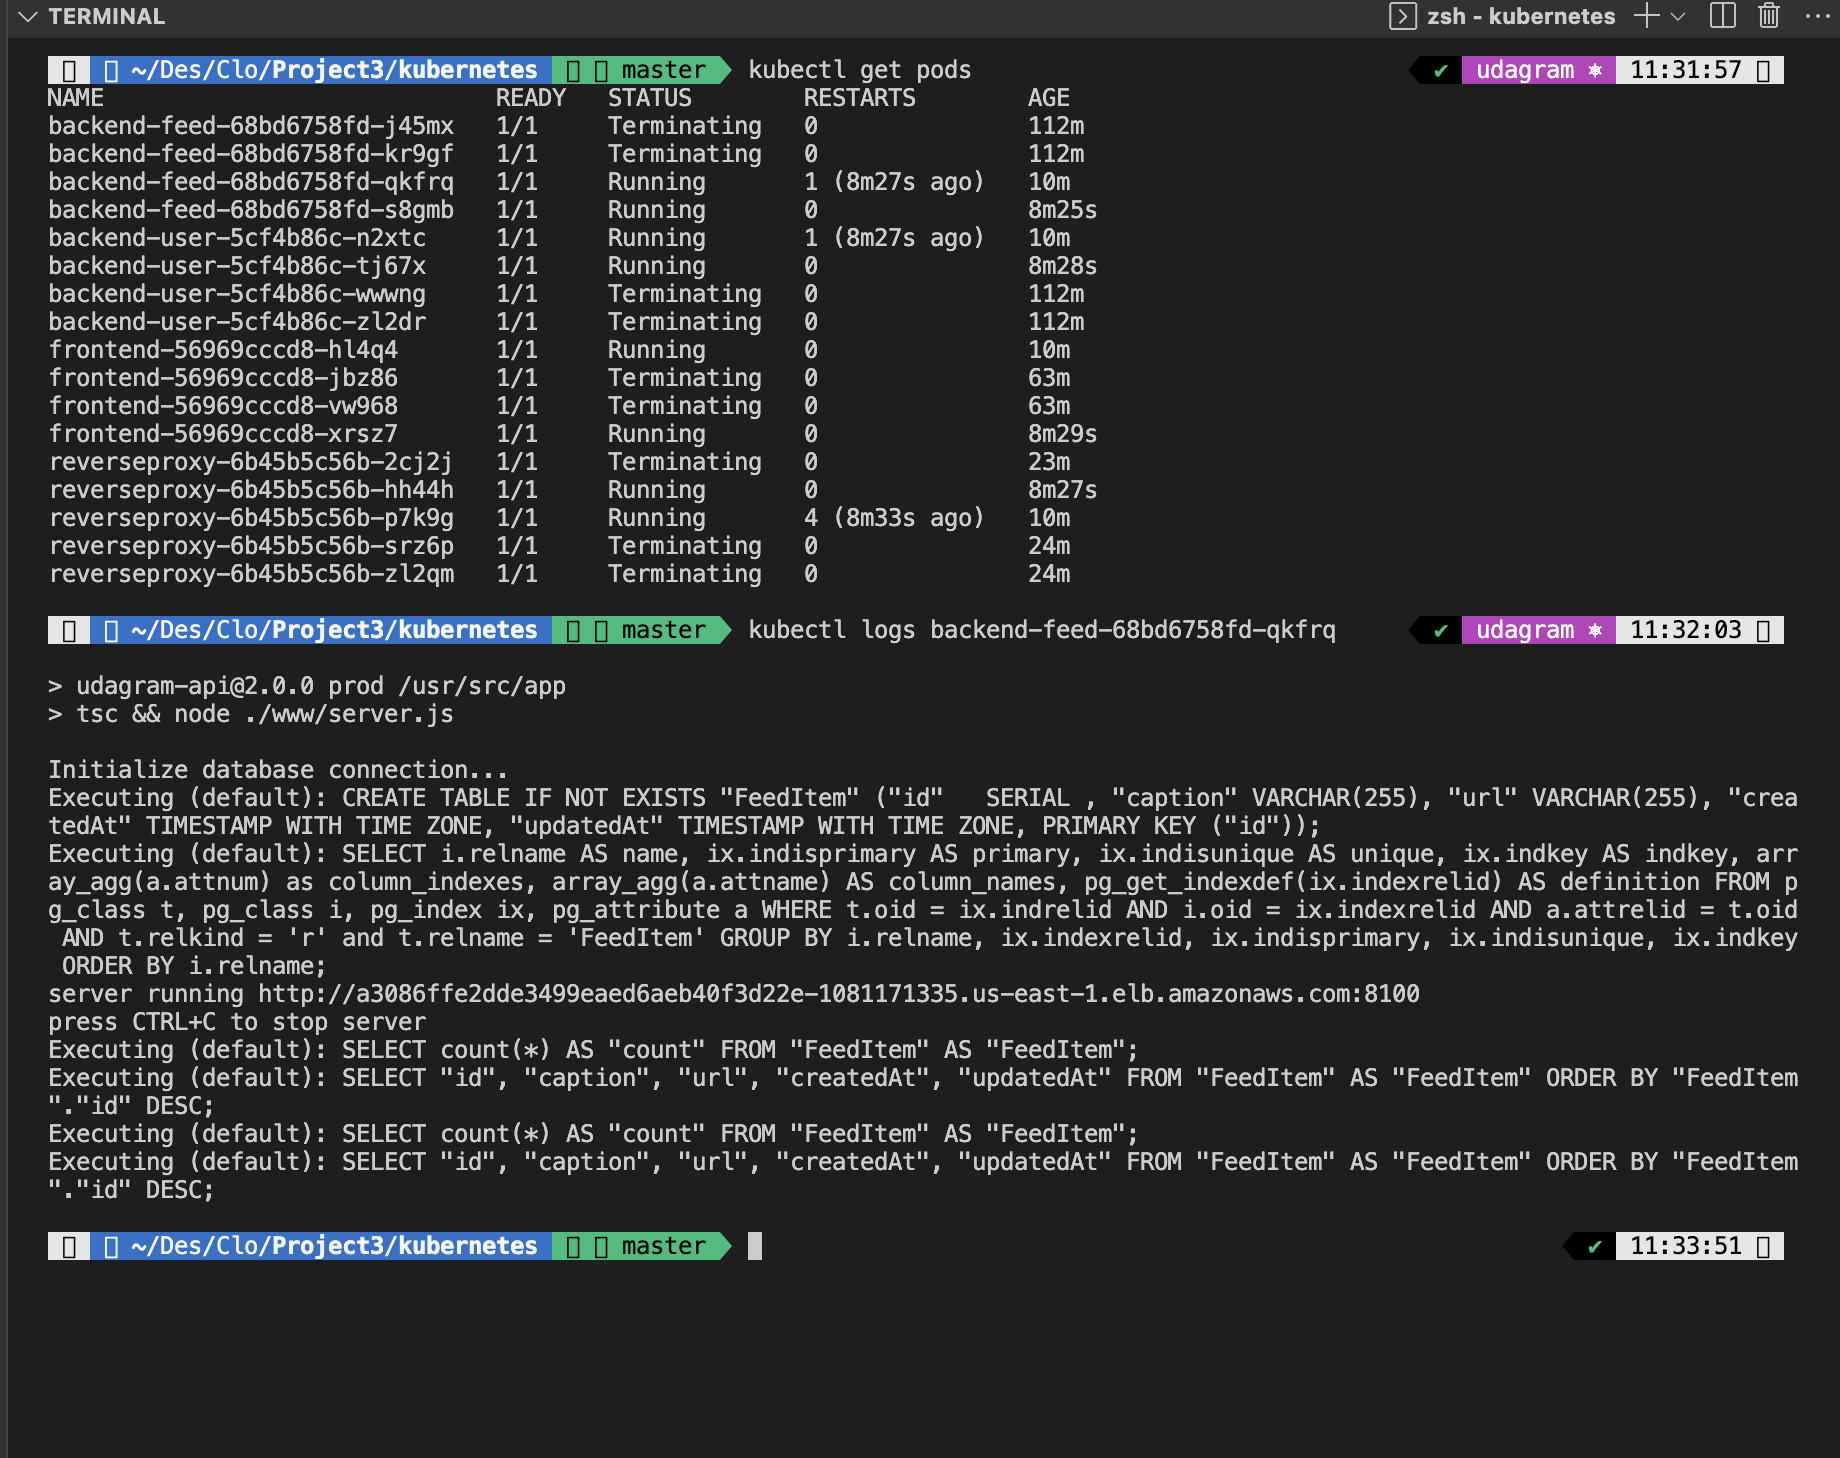 TERMINAL
zsh - kubernetes
~/Des/Clo/Project3/kubernetes master kubectl get pods ✔ udagram ⎈ 11:31:57
NAME READY STATUS RESTARTS AGE
backend-feed-68bd6758fd-j45mx 1/1 Terminating 0 112m
backend-feed-68bd6758fd-kr9gf 1/1 Terminating 0 112m
backend-feed-68bd6758fd-qkfrq 1/1 Running 1 (8m27s ago) 10m
backend-feed-68bd6758fd-s8gmb 1/1 Running 0 8m25s
backend-user-5cf4b86c-n2xtc 1/1 Running 1 (8m27s ago) 10m
backend-user-5cf4b86c-tj67x 1/1 Running 0 8m28s
backend-user-5cf4b86c-wwwng 1/1 Terminating 0 112m
backend-user-5cf4b86c-zl2dr 1/1 Terminating 0 112m
frontend-56969cccd8-hl4q4 1/1 Running 0 10m
frontend-56969cccd8-jbz86 1/1 Terminating 0 63m
frontend-56969cccd8-vw968 1/1 Terminating 0 63m
frontend-56969cccd8-xrsz7 1/1 Running 0 8m29s
reverseproxy-6b45b5c56b-2cj2j 1/1 Terminating 0 23m
reverseproxy-6b45b5c56b-hh44h 1/1 Running 0 8m27s
reverseproxy-6b45b5c56b-p7k9g 1/1 Running 4 (8m33s ago) 10m
reverseproxy-6b45b5c56b-srz6p 1/1 Terminating 0 24m
reverseproxy-6b45b5c56b-zl2qm 1/1 Terminating 0 24m
~/Des/Clo/Project3/kubernetes master kubectl logs backend-feed-68bd6758fd-qkfrq ✔ udagram ⎈ 11:32:03
> udagram-api@2.0.0 prod /usr/src/app
> tsc && node ./www/server.js
Initialize database connection...
Executing (default): CREATE TABLE IF NOT EXISTS "FeedItem" ("id"   SERIAL , "caption" VARCHAR(255), "url" VARCHAR(255), "crea
tedAt" TIMESTAMP WITH TIME ZONE, "updatedAt" TIMESTAMP WITH TIME ZONE, PRIMARY KEY ("id"));
Executing (default): SELECT i.relname AS name, ix.indisprimary AS primary, ix.indisunique AS unique, ix.indkey AS indkey, arr
ay_agg(a.attnum) as column_indexes, array_agg(a.attname) AS column_names, pg_get_indexdef(ix.indexrelid) AS definition FROM p
g_class t, pg_class i, pg_index ix, pg_attribute a WHERE t.oid = ix.indrelid AND i.oid = ix.indexrelid AND a.attrelid = t.oid
AND t.relkind = 'r' and t.relname = 'FeedItem' GROUP BY i.relname, ix.indexrelid, ix.indisprimary, ix.indisunique, ix.indkey
ORDER BY i.relname;
server running http://a3086ffe2dde3499eaed6aeb40f3d22e-1081171335.us-east-1.elb.amazonaws.com:8100
press CTRL+C to stop server
Executing (default): SELECT count(*) AS "count" FROM "FeedItem" AS "FeedItem";
Executing (default): SELECT "id", "caption", "url", "createdAt", "updatedAt" FROM "FeedItem" AS "FeedItem" ORDER BY "FeedItem
"."id" DESC;
Executing (default): SELECT count(*) AS "count" FROM "FeedItem" AS "FeedItem";
Executing (default): SELECT "id", "caption", "url", "createdAt", "updatedAt" FROM "FeedItem" AS "FeedItem" ORDER BY "FeedItem
"."id" DESC;
~/Des/Clo/Project3/kubernetes master ✔ 11:33:51